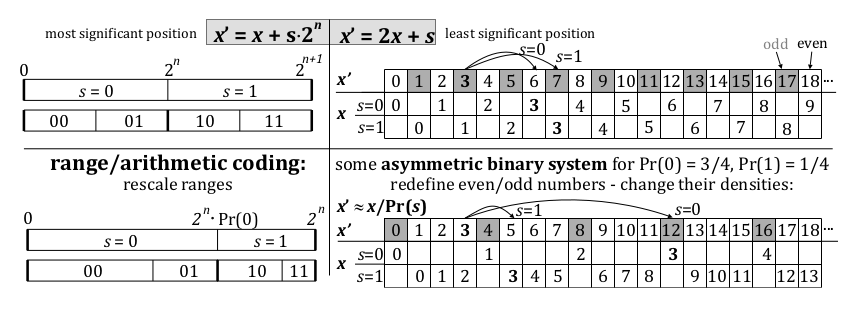 most significant position x' = x + s·2^n x' = 2x + s least significant position
s=0
s=1
odd even
0 2^n 2^{n+1}
s = 0 s = 1
00 01 10 11
x' 0 1 2 3 4 5 6 7 8 9 10 11 12 13 14 15 16 17 18 ...
x s=0 0 1 2 3 4 5 6 7 8 9
s=1 0 1 2 3 4 5 6 7 8
range/arithmetic coding:
rescale ranges
0 2^n· Pr(0) 2^n
s = 0 s = 1
00 01 10 11
some asymmetric binary system for Pr(0) = 3/4, Pr(1) = 1/4
redefine even/odd numbers - change their densities:
x' ≈ x/Pr(s) s=1 s=0
x' 0 1 2 3 4 5 6 7 8 9 10 11 12 13 14 15 16 17 18 ...
x s=0 0 1 2 3 4
s=1 0 1 2 3 4 5 6 7 8 9 10 11 12 13